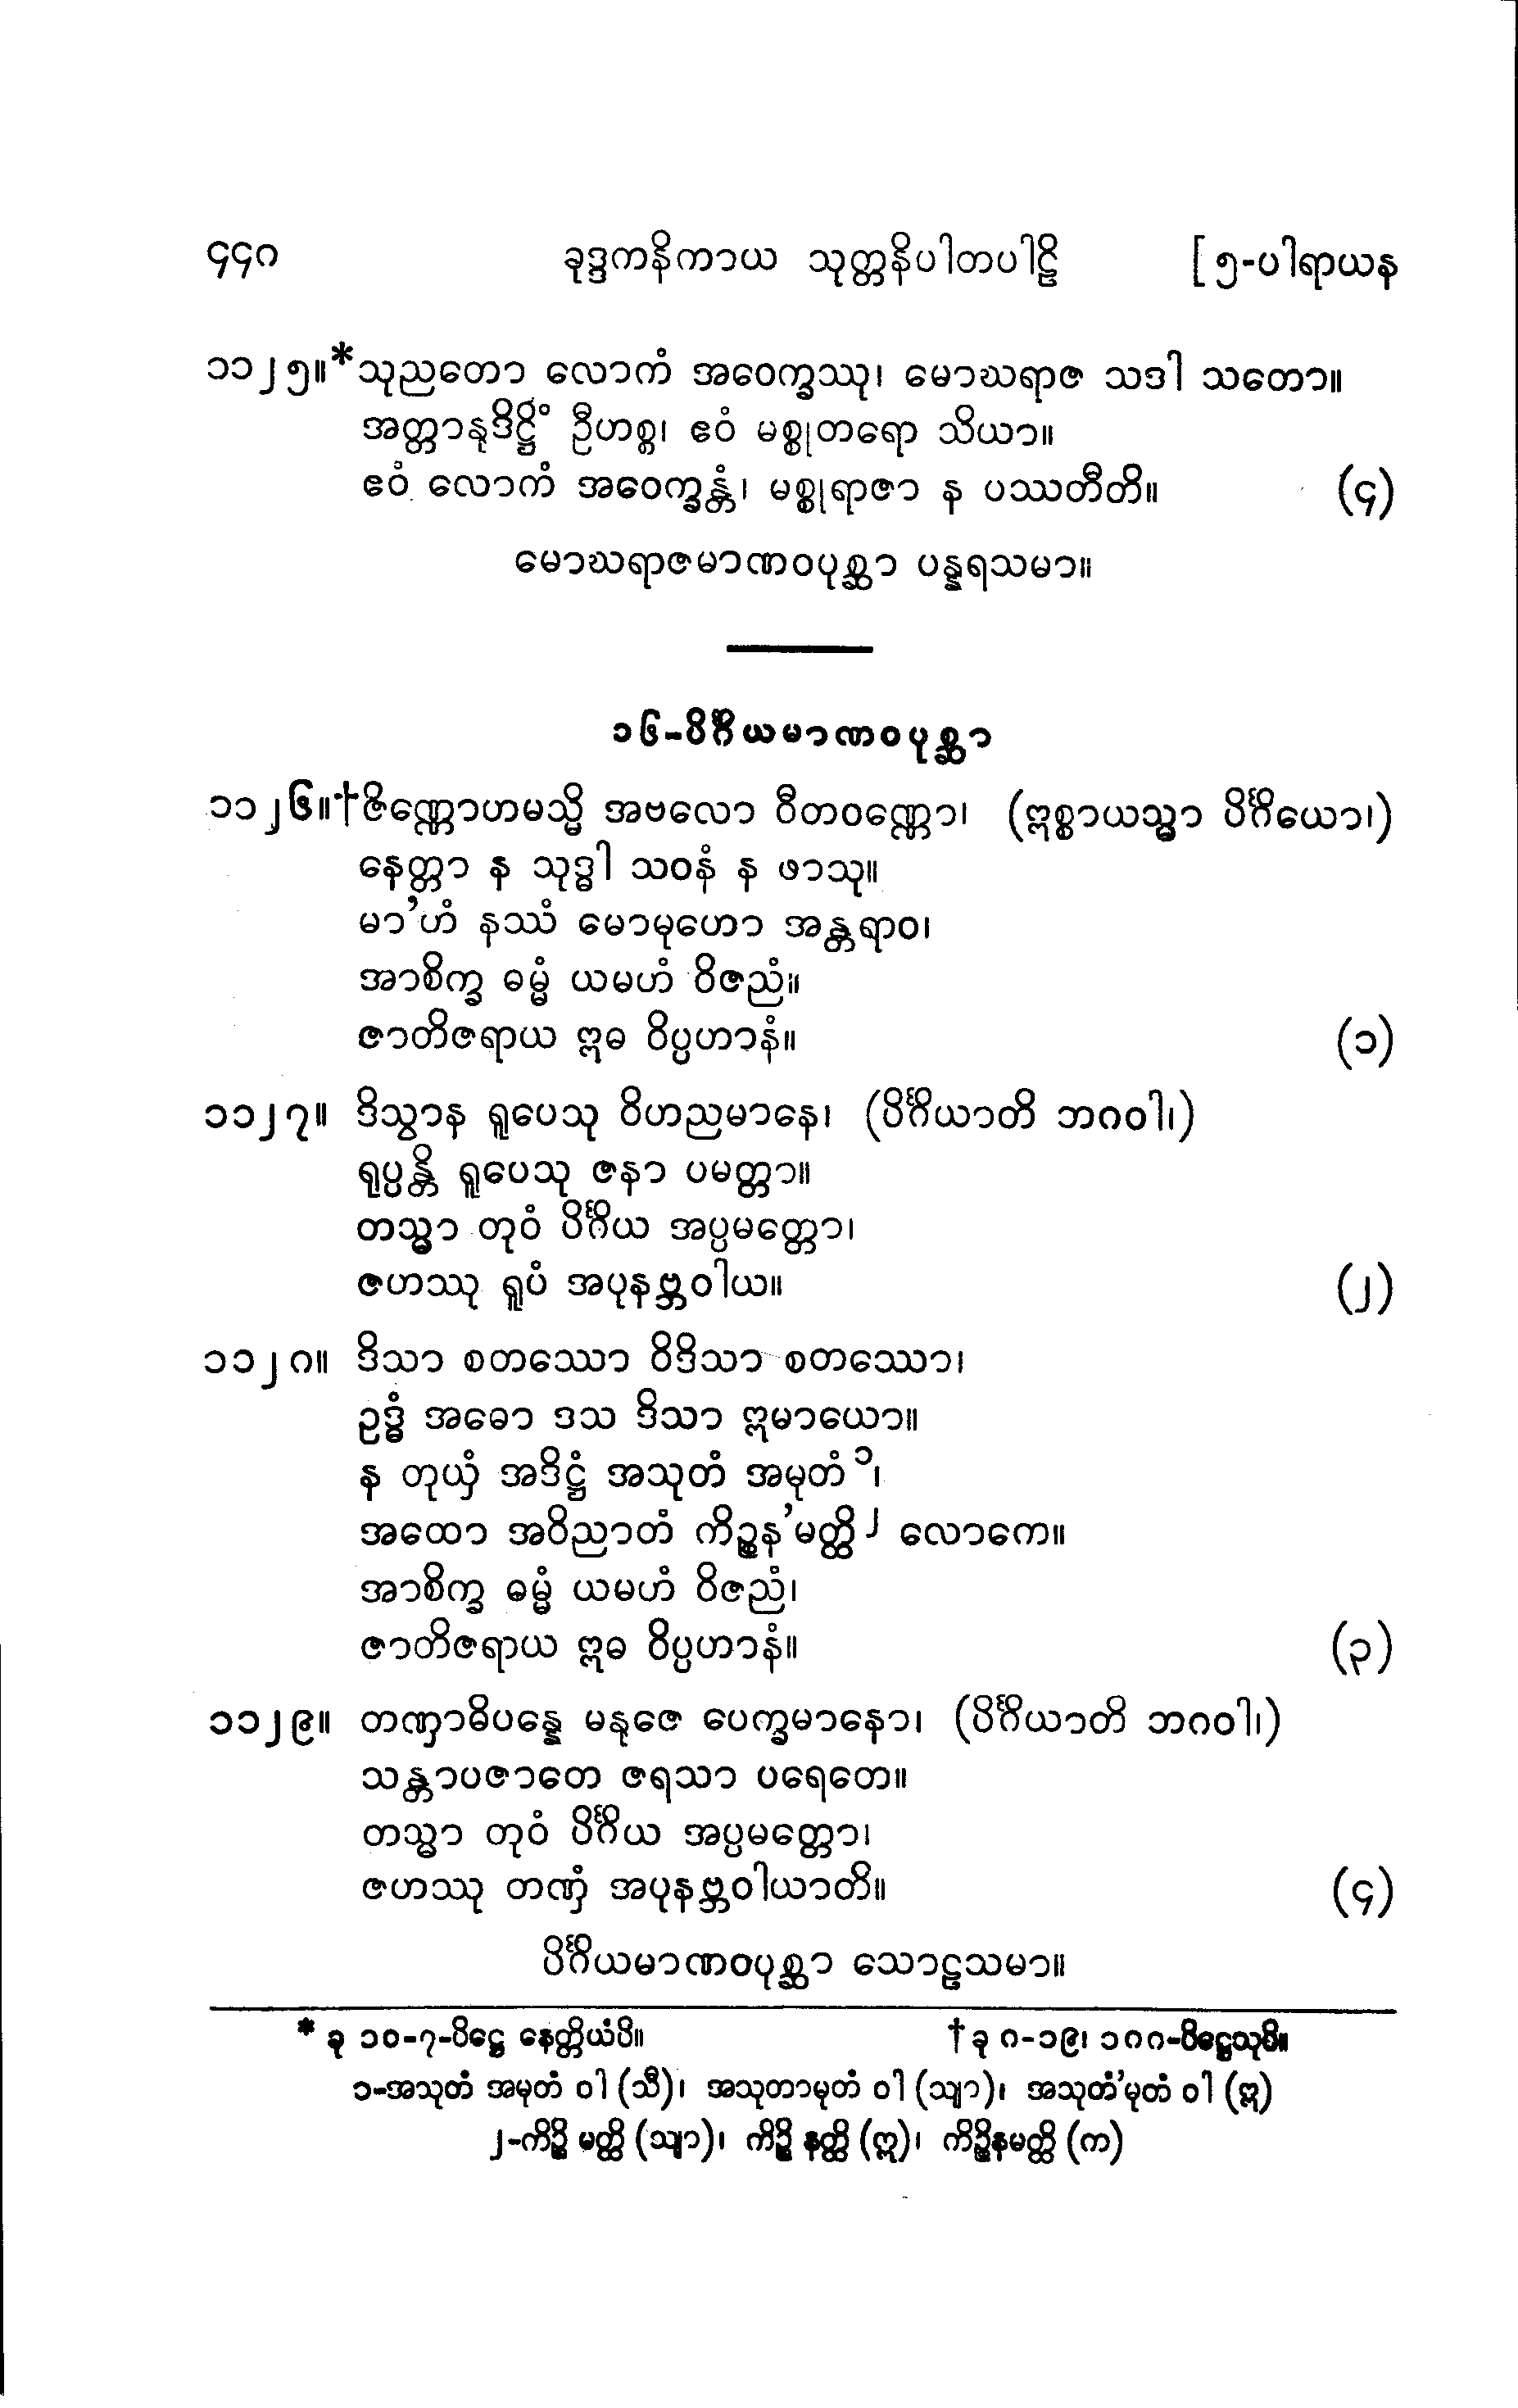 ၄၄ဂ ခုဒ္ဒကနိကာယ သုတ္တနိပါတပါဠိ [ ၅-ပါရာယန
၁၁၂၅။ *သုညတော လောကံ အဝေက္ခဿု၊ မောဃရာဇ သဒါ သတော။
အတ္တာနုဒိဋ္ဌိံ ဦဟစ္စ၊ ဧဝံ မစ္စုတရော သိယာ။
ဧဝံ လောကံ အဝေက္ခန္တံ၊ မစ္စုရာဇာ န ပဿတီတိ။ (၄)
မောဃရာဇမာဏဝပုစ္ဆာ ပန္နရသမာ။
၁၆-ပိင်္ဂိယမာဏဝပုစ္ဆာ
၁၁၂၆။ †ဇိဏ္ဏောဟမသ္မိ အဗလော ဝီတဝဏ္ဏော၊ (ဣစ္စာယသ္မာ ပိင်္ဂိယော၊)
နေတ္တာ န သုဒ္ဓါ သဝနံ န ဖာသု။
မာ’ဟံ နဿံ မောမုဟော အန္တရာဝ၊
အာစိက္ခ ဓမ္မံ ယမဟံ ဝိဇညံ။
ဇာတိဇရာယ ဣဓ ဝိပ္ပဟာနံ။ (၁)
၁၁၂၇။ ဒိသွာန ရူပေသု ဝိဟညမာနေ၊ (ပိင်္ဂိယာတိ ဘဂဝါ၊)
ရုပ္ပန္တိ ရူပေသု ဇနာ ပမတ္တာ။
တသ္မာ တုဝံ ပိင်္ဂိယ အပ္ပမတ္တော၊
ဇဟဿု ရူပံ အပုနဗ္ဘဝါယ။ (၂)
၁၁၂၈။ ဒိသာ စတဿော ဝိဒိသာ စတဿော၊
ဥဒ္ဓံ အဓော ဒသ ဒိသာ ဣမာယော။
န တုယှံ အဒိဋ္ဌံ အသုတံ အမုတံ၁၊
အထော အဝိညာတံ ကိဉ္စန’မတ္ထိ၂ လောကေ။
အာစိက္ခ ဓမ္မံ ယမဟံ ဝိဇညံ၊
ဇာတိဇရာယ ဣဓ ဝိပ္ပဟာနံ။ (၃)
၁၁၂၉။ တဏှာဓိပန္နေ မနုဇေ ပေက္ခမာနော၊ (ပိင်္ဂိယာတိ ဘဂဝါ၊)
သန္တာပဇာတေ ဇရသာ ပရေတေ။
တသ္မာ တုဝံ ပိင်္ဂိယ အပ္ပမတ္တော၊
ဇဟဿု တဏှံ အပုနဗ္ဘဝါယာတိ။ (၄)
ပိင်္ဂိယမာဏဝပုစ္ဆာ သောဠသမာ။
* ခု ၁၀-၇-ပိဋ္ဌေ နေတ္တိယံပိ။ † ခု ၈-၁၉၊ ၁၈၈-ပိဋ္ဌေသုပိ။
၁-အသုတံ အမုတံ ဝါ (သီ)၊ အသုတာမုတံ ဝါ (သျာ)၊ အသုတံ’မုတံ ဝါ (ဣ)
၂-ကိဉ္စိ မတ္ထိ (သျာ)၊ ကိဉ္စိ နတ္ထိ (ဣ)၊ ကိဉ္စိနမတ္ထိ (က)